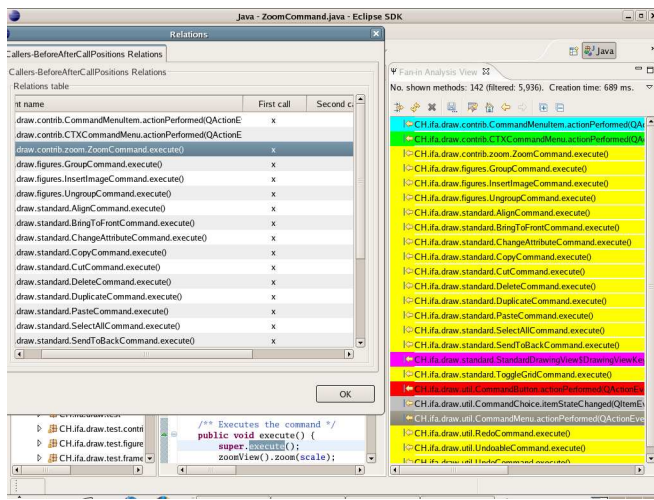 Java - ZoomCommand.java - Eclipse SDK
Relations
Callers-BeforeAfterCallPositions Relations
Callers-BeforeAfterCallPositions Relations
Relations table
nt name First call Second ca
.draw.contrib.CommandMenuItem.actionPerformed(QActionE x
.draw.contrib.CTXCommandMenu.actionPerformed(QActionE
.draw.contrib.zoom.ZoomCommand.execute() x
.draw.figures.GroupCommand.execute() x
.draw.figures.InsertImageCommand.execute() x
.draw.figures.UngroupCommand.execute() x
.draw.standard.AlignCommand.execute() x
.draw.standard.BringToFrontCommand.execute() x
.draw.standard.ChangeAttributeCommand.execute() x
.draw.standard.CopyCommand.execute() x
.draw.standard.CutCommand.execute() x
.draw.standard.DeleteCommand.execute() x
.draw.standard.DuplicateCommand.execute() x
.draw.standard.PasteCommand.execute() x
.draw.standard.SelectAllCommand.execute() x
.draw.standard.SendToBackCommand.execute() x
OK
CH.ifa.draw.test
CH.ifa.draw.test.contri
CH.ifa.draw.test.figure
CH.ifa.draw.test.frame
/** Executes the command */
public void execute() {
super.execute();
zoomView().zoom(scale);
Java
Fan-in Analysis View
No. shown methods: 142 (filtered: 5,936). Creation time: 689 ms.
CH.ifa.draw.contrib.CommandMenuItem.actionPerformed(QA
CH.ifa.draw.contrib.CTXCommandMenu.actionPerformed(QA
CH.ifa.draw.contrib.zoom.ZoomCommand.execute()
CH.ifa.draw.figures.GroupCommand.execute()
CH.ifa.draw.figures.InsertImageCommand.execute()
CH.ifa.draw.figures.UngroupCommand.execute()
CH.ifa.draw.standard.AlignCommand.execute()
CH.ifa.draw.standard.BringToFrontCommand.execute()
CH.ifa.draw.standard.ChangeAttributeCommand.execute()
CH.ifa.draw.standard.CopyCommand.execute()
CH.ifa.draw.standard.CutCommand.execute()
CH.ifa.draw.standard.DeleteCommand.execute()
CH.ifa.draw.standard.DuplicateCommand.execute()
CH.ifa.draw.standard.PasteCommand.execute()
CH.ifa.draw.standard.SelectAllCommand.execute()
CH.ifa.draw.standard.SendToBackCommand.execute()
CH.ifa.draw.standard.StandardDrawingView$DrawingViewKe
CH.ifa.draw.standard.ToggleGridCommand.execute()
CH.ifa.draw.util.CommandButton.actionPerformed(QActionEv
CH.ifa.draw.util.CommandChoice.itemStateChanged(QItemEv
CH.ifa.draw.util.CommandMenu.actionPerformed(QActionEve
CH.ifa.draw.util.RedoCommand.execute()
CH.ifa.draw.util.UndoableCommand.execute()
CH.ifa.draw.util.UndoCommand.execute()